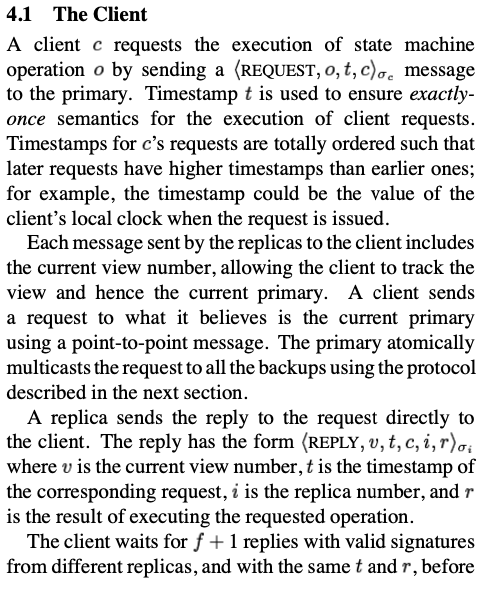 4.1 The Client
A client c requests the execution of state machine
operation o by sending a ⟨REQUEST, o, t, c⟩σc message
to the primary. Timestamp t is used to ensure exactly-
once semantics for the execution of client requests.
Timestamps for c’s requests are totally ordered such that
later requests have higher timestamps than earlier ones;
for example, the timestamp could be the value of the
client’s local clock when the request is issued.
Each message sent by the replicas to the client includes
the current view number, allowing the client to track the
view and hence the current primary. A client sends
a request to what it believes is the current primary
using a point-to-point message. The primary atomically
multicasts the request to all the backups using the protocol
described in the next section.
A replica sends the reply to the request directly to
the client. The reply has the form ⟨REPLY, v, t, c, i, r⟩σi
where v is the current view number, t is the timestamp of
the corresponding request, i is the replica number, and r
is the result of executing the requested operation.
The client waits for f + 1 replies with valid signatures
from different replicas, and with the same t and r, before